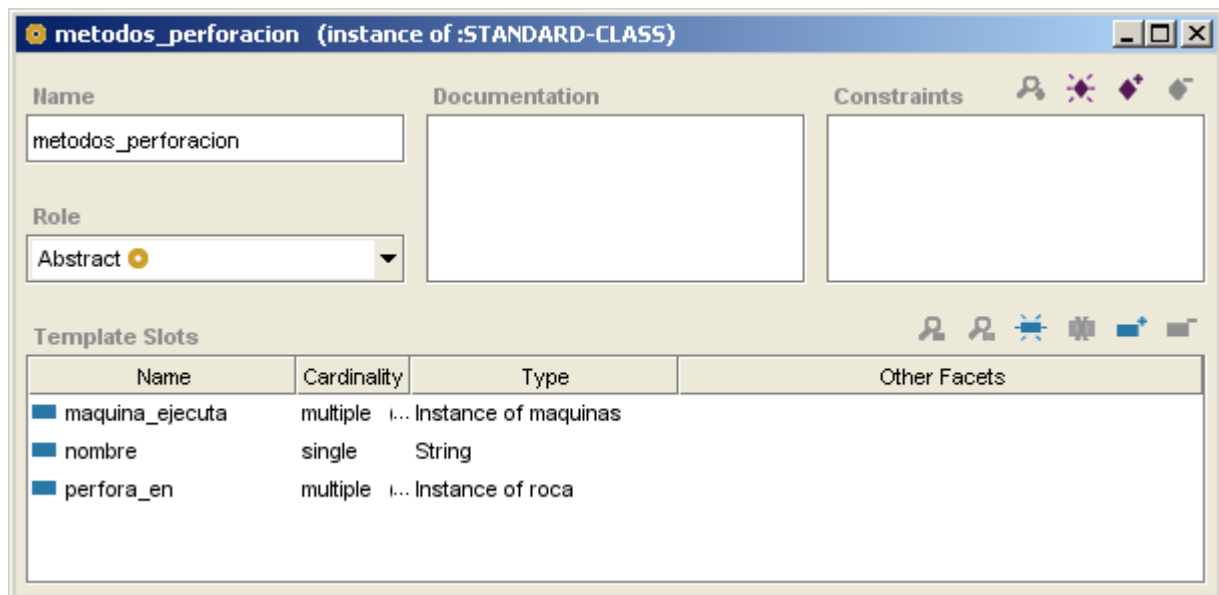 metodos_perforacion (instance of :STANDARD-CLASS)
Name
Documentation
Constraints
metodos_perforacion
Role
Abstract
Template Slots
Name Cardinality Type Other Facets
maquina_ejecuta multiple (... Instance of maquinas
nombre single String
perfora_en multiple (... Instance of roca